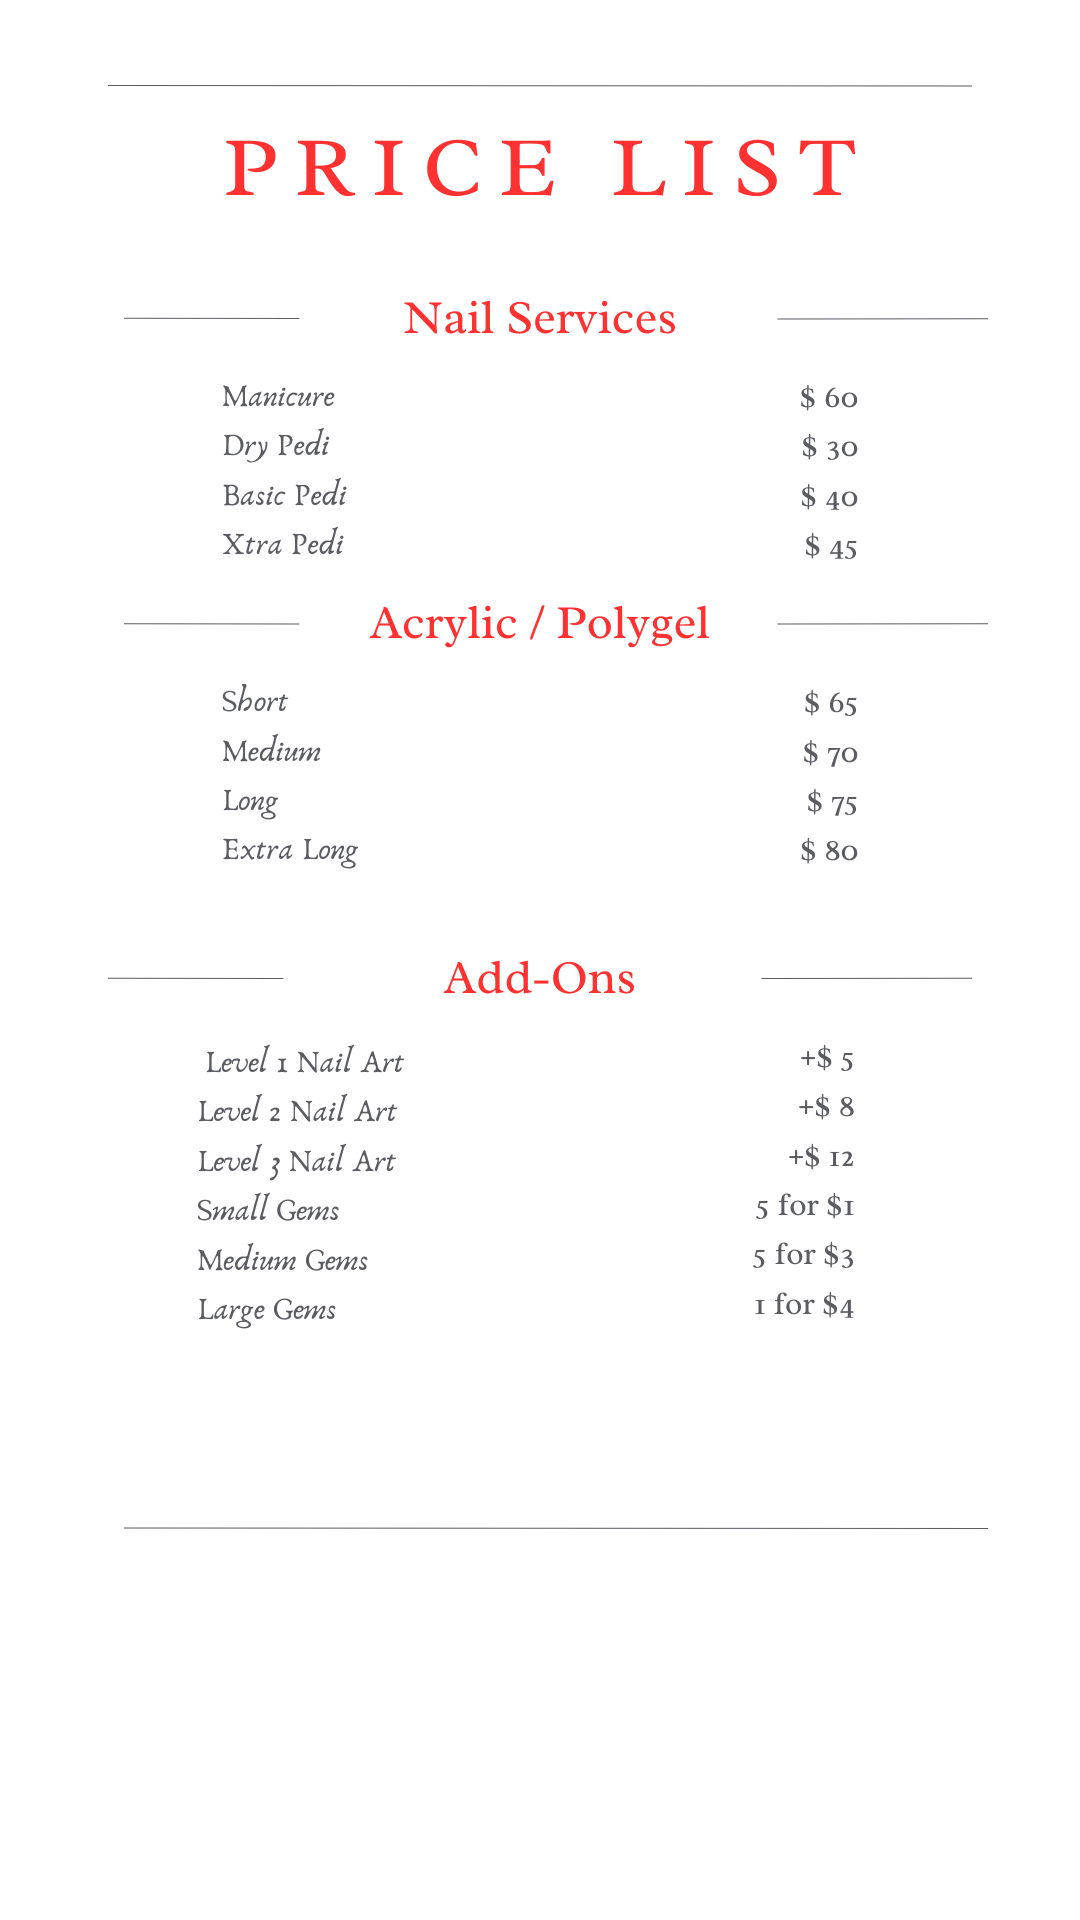 PRICE LIST
Nail Services
Manicure $ 60
Dry Pedi $ 30
Basic Pedi $ 40
Xtra Pedi $ 45
Acrylic / Polygel
Short $ 65
Medium $ 70
Long $ 75
Extra Long $ 80
Add-Ons
Level 1 Nail Art +$ 5
Level 2 Nail Art +$ 8
Level 3 Nail Art +$ 12
Small Gems 5 for $1
Medium Gems 5 for $3
Large Gems 1 for $4